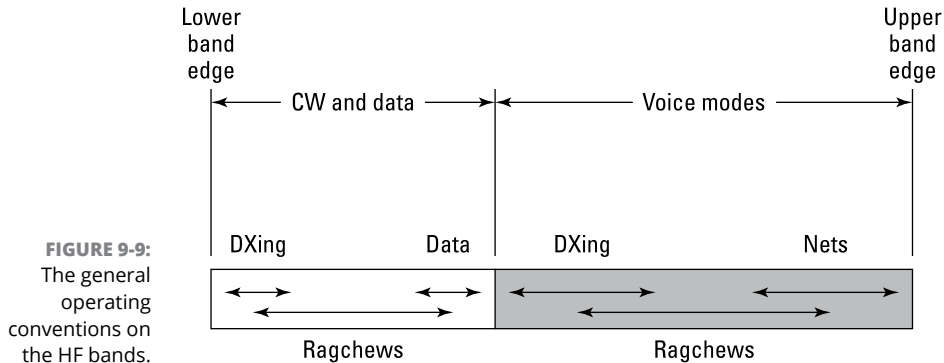 Lower
band
edge
Upper
band
edge
CW and data
Voice modes
DXing
Data
DXing
Nets
Ragchews
Ragchews
FIGURE 9-9:
The general
operating
conventions on
the HF bands.